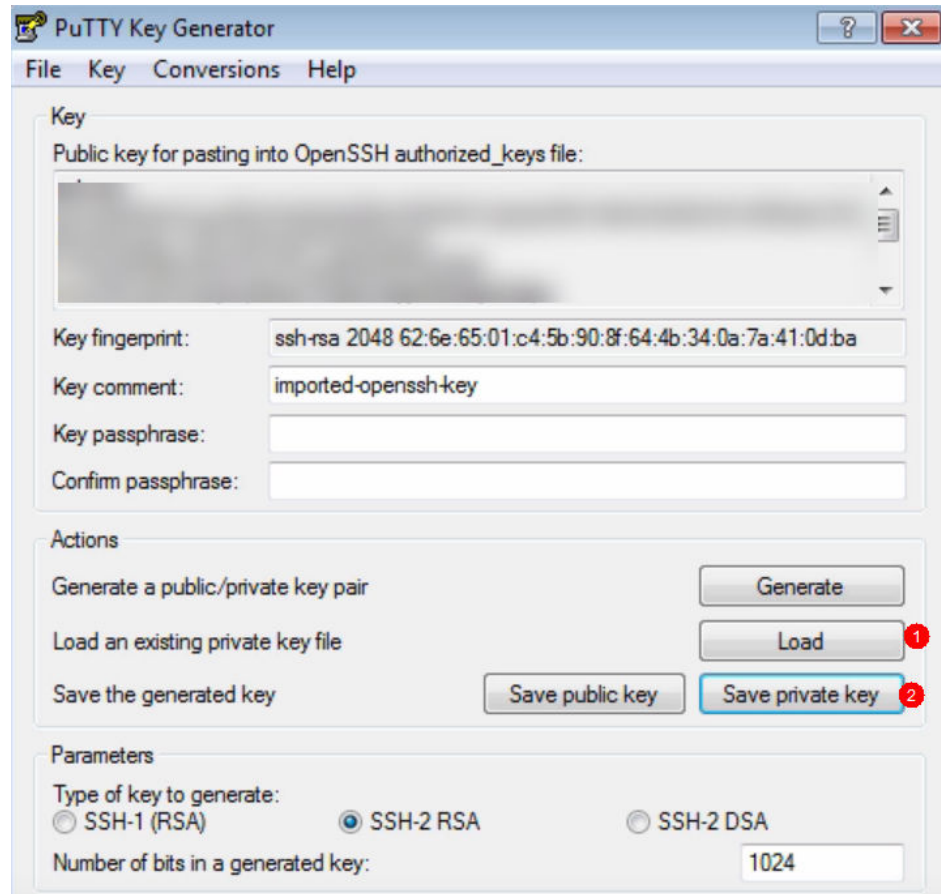 PuTTY Key Generator
File Key Conversions Help
Key
Public key for pasting into OpenSSH authorized_keys file:
Key fingerprint: ssh-rsa 2048 62:6e:65:01:c4:5b:90:8f:64:4b:34:0a:7a:41:0d:ba
Key comment: imported-openssh-key
Key passphrase:
Confirm passphrase:
Actions
Generate a public/private key pair Generate
Load an existing private key file Load 1
Save the generated key Save public key Save private key 2
Parameters
Type of key to generate:
SSH-1 (RSA) SSH-2 RSA SSH-2 DSA
Number of bits in a generated key: 1024